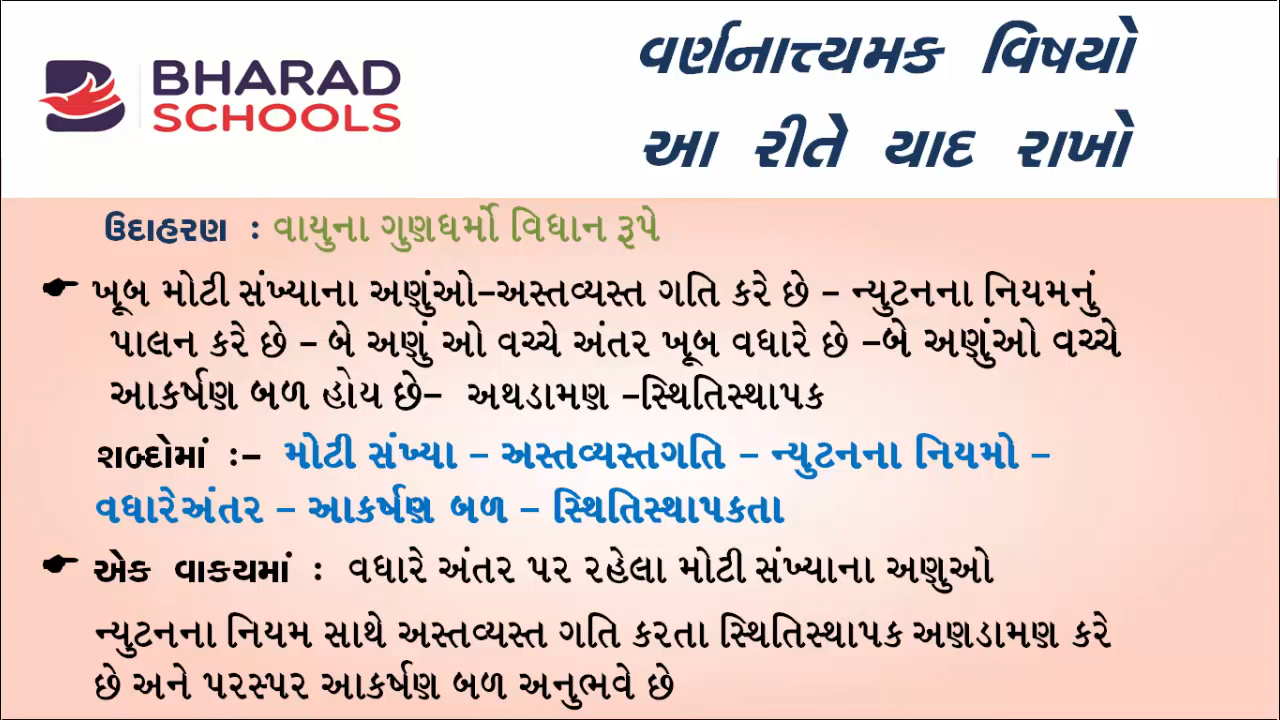 BHARAD
SCHOOLS
વર્ણનાત્ત્યમક વિષયો
આ રીતે યાદ રાખો
ઉદાહરણ : વાયુના ગુણધર્મો વિધાન રૂપે
ખૂબ મોટી સંખ્યાના અણુંઓ–અસ્તવ્યસ્ત ગતિ કરે છે – ન્યુટનના નિયમનું
પાલન કરે છે – બે અણું ઓ વચ્ચે અંતર ખૂબ વધારે છે –બે અણુંઓ વચ્ચે
આકર્ષણ બળ હોય છે– અથડામણ –સ્થિતિસ્થાપક
શબ્દોમાં :– મોટી સંખ્યા – અસ્તવ્યસ્તગતિ – ન્યુટનના નિયમો –
વધારેઅંતર – આકર્ષણ બળ – સ્થિતિસ્થાપકતા
એક વાકયમાં : વધારે અંતર પર રહેલા મોટી સંખ્યાના અણુઓ
ન્યુટનના નિયમ સાથે અસ્તવ્યસ્ત ગતિ કરતા સ્થિતિસ્થાપક અણડામણ કરે
છે અને પરસ્પર આકર્ષણ બળ અનુભવે છે